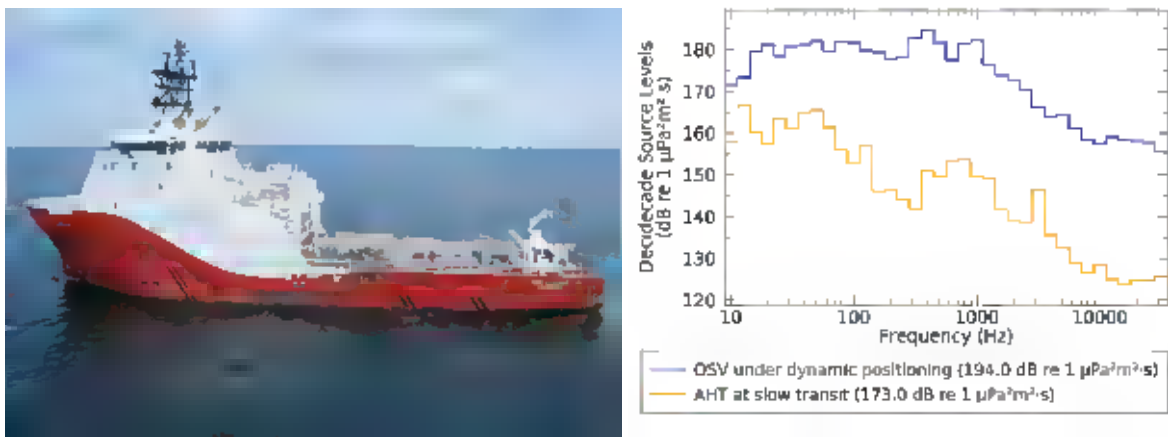 180
170
160
150
140
130
120
Decidecade Source Levels
(dB re 1 µPa²m² s)
10 100 1000 10000
Frequency (Hz)
OSV under dynamic positioning (194.0 dB re 1 µPa²m²·s)
AHT at slow transit (173.0 dB re 1 µPa²m²·s)